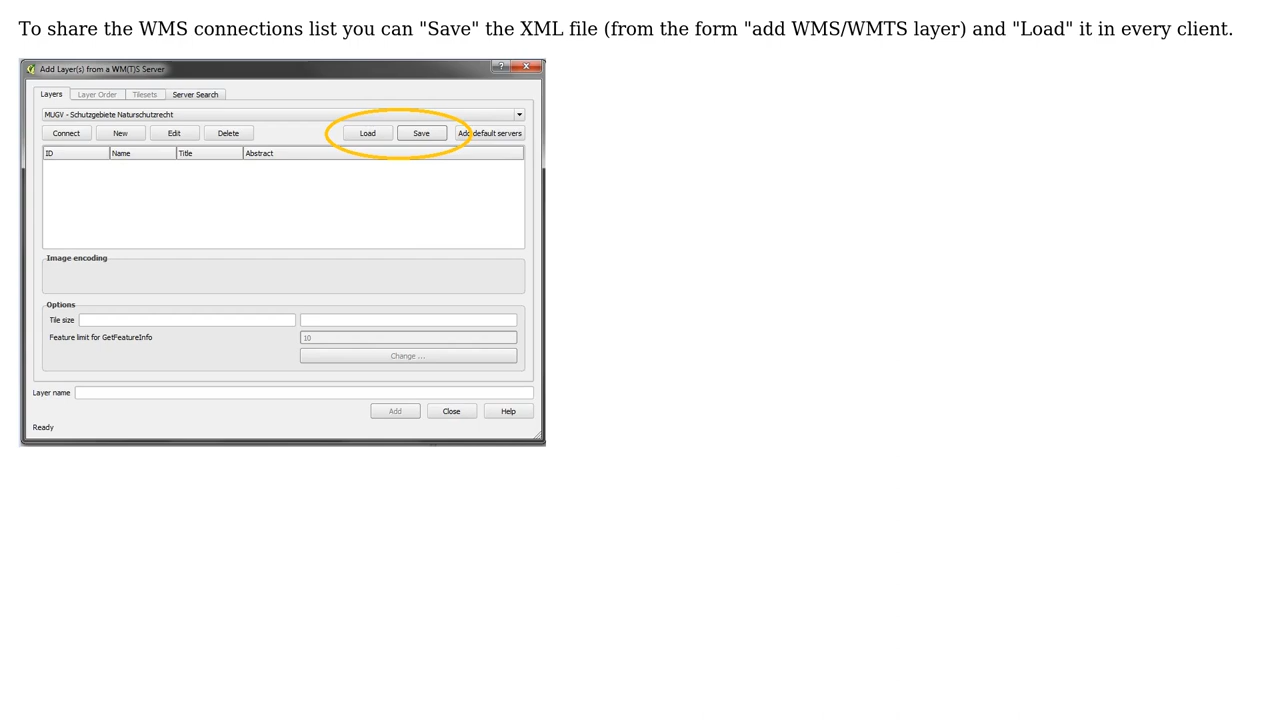 To share the WMS connections list you can "Save" the XML file (from the form "add WMS/WMTS layer) and "Load" it in every client.
Add Layer(s) from a WM(T)S Server
Layers Layer Order Tilesets Server Search
MUGV - Schutzgebiete Naturschutzrecht
Connect New Edit Delete Load Save Add default servers
ID Name Title Abstract
Image encoding
Options
Tile size
Feature limit for GetFeatureInfo 10
Change ...
Layer name
Add Close Help
Ready